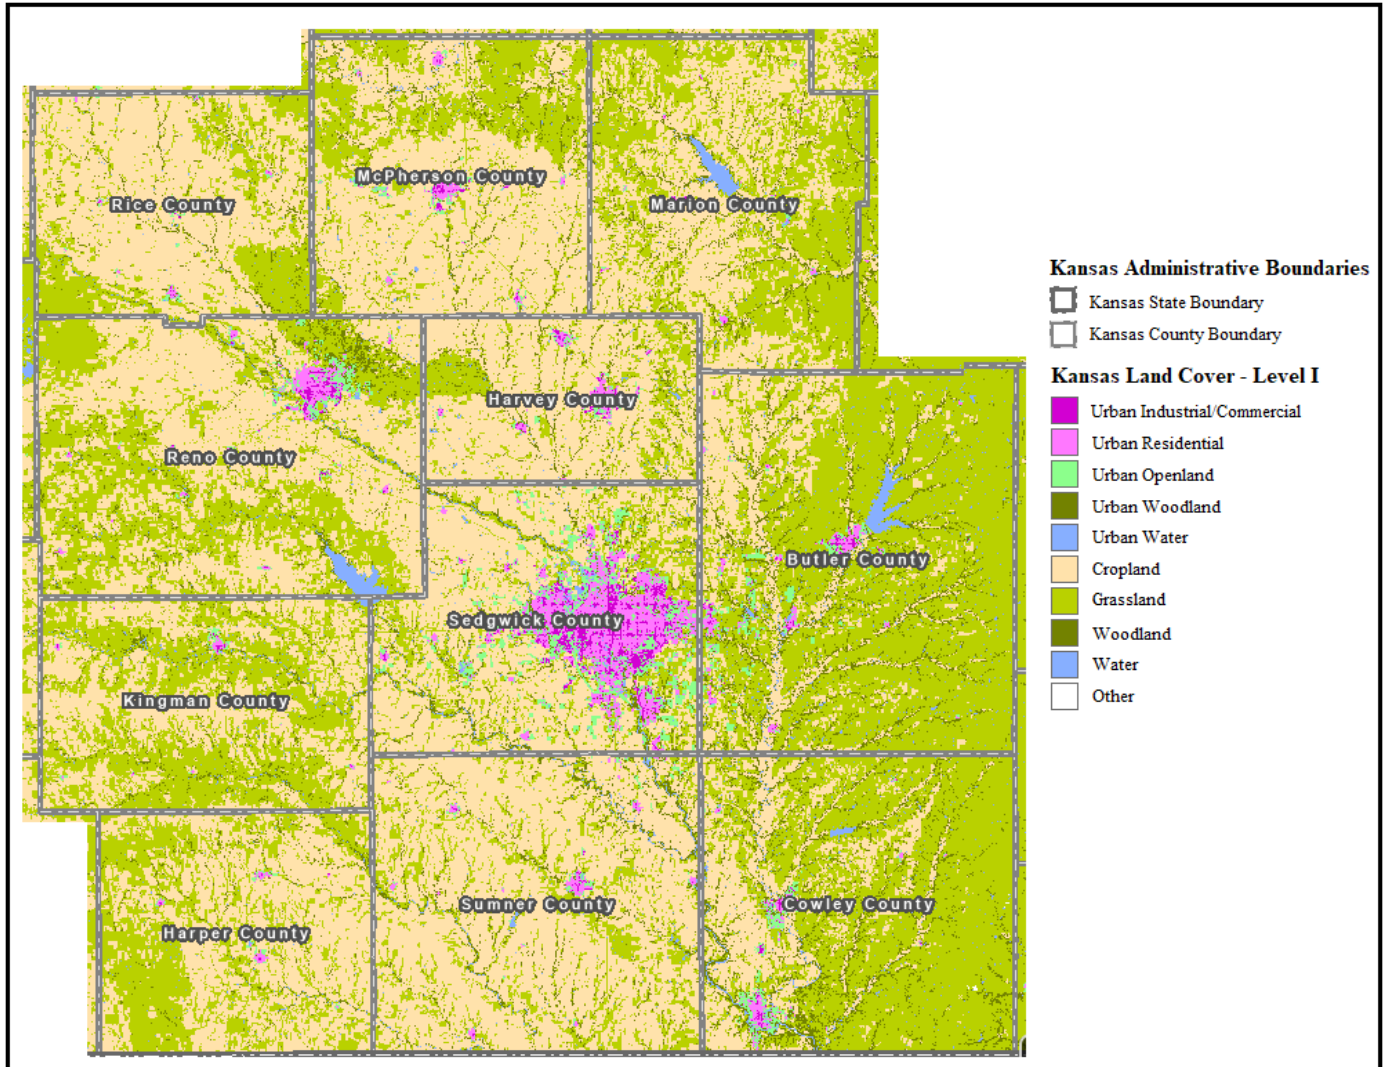 McPherson County
Rice County
Marion County
Harvey County
Reno County
Butler County
Sedgwick County
Kingman County
Sumner County
Cowley County
Harper County
Kansas Administrative Boundaries
Kansas State Boundary
Kansas County Boundary
Kansas Land Cover - Level I
Urban Industrial/Commercial
Urban Residential
Urban Openland
Urban Woodland
Urban Water
Cropland
Grassland
Woodland
Water
Other